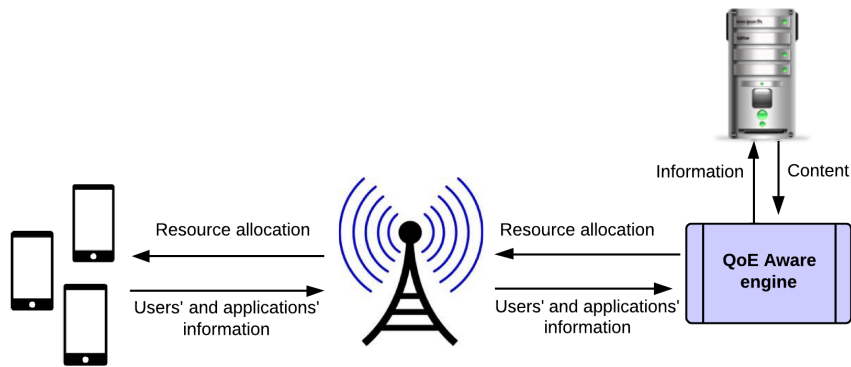 Information
Content
Resource allocation
Users' and applications'
information
Resource allocation
Users' and applications'
information
QoE Aware
engine